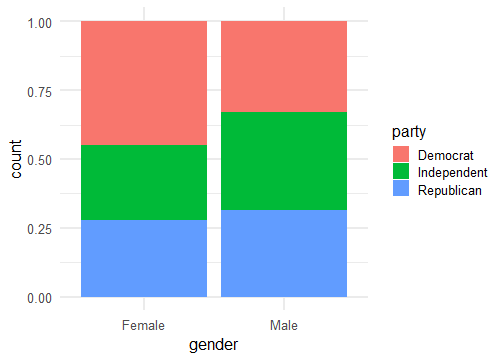 1.00
0.75
0.50
0.25
0.00
count
Female
Male
gender
party
Democrat
Independent
Republican